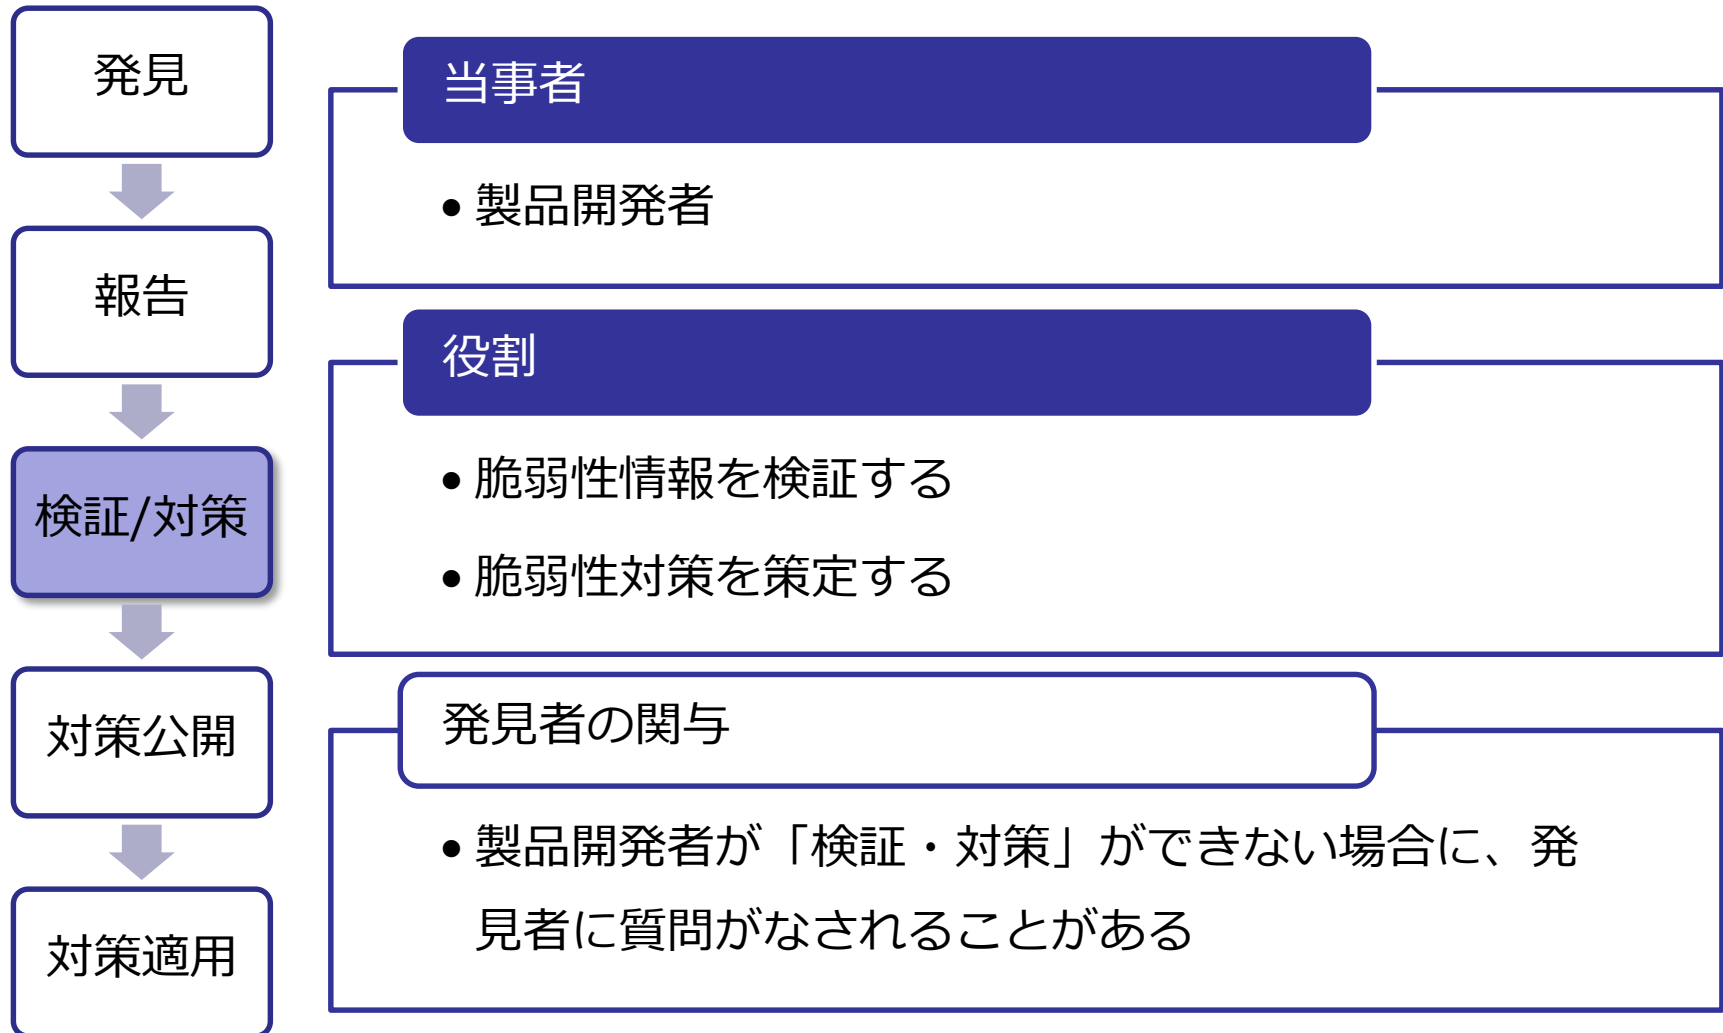 発見
報告
検証/対策
対策公開
対策適用
当事者
• 製品開発者
役割
• 脆弱性情報を検証する
• 脆弱性対策を策定する
発見者の関与
• 製品開発者が「検証・対策」ができない場合に、発
見者に質問がなされることがある